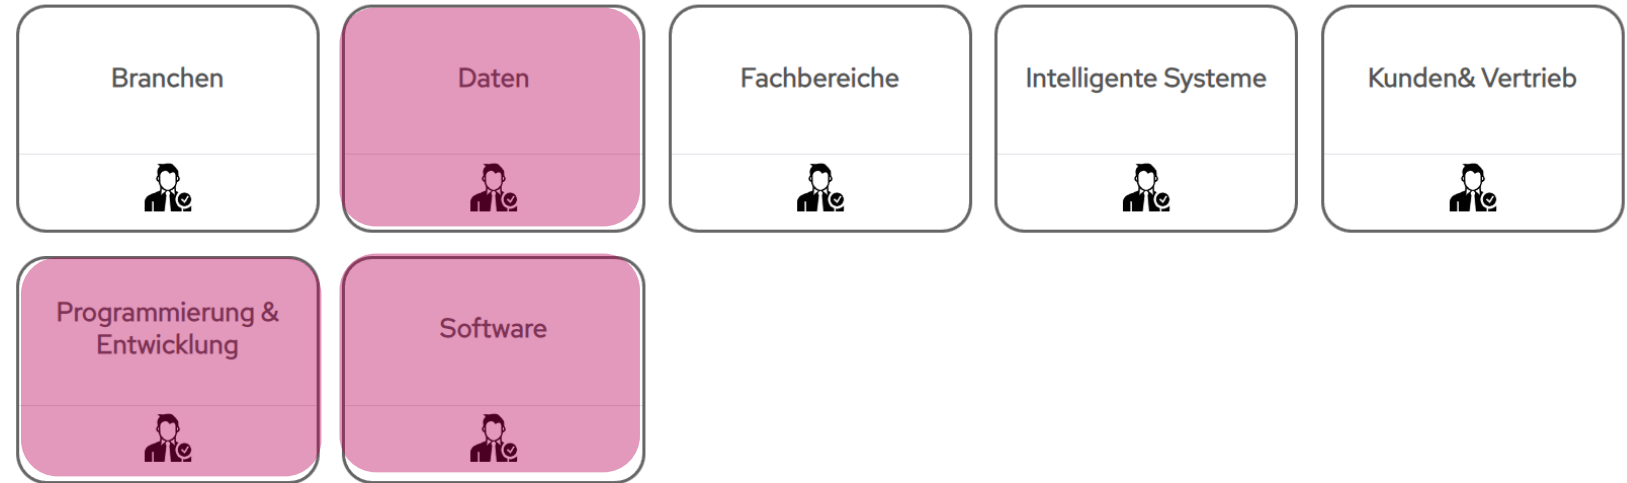 Branchen
Daten
Fachbereiche
Intelligente Systeme
Kunden& Vertrieb
Programmierung &
Entwicklung
Software